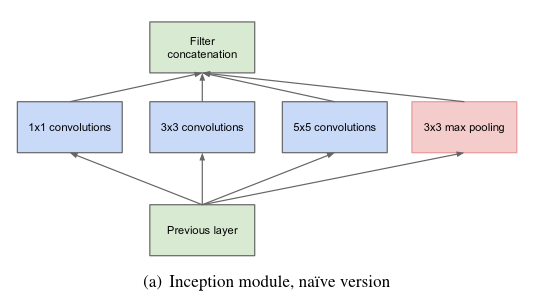 Filter
concatenation
1x1 convolutions
3x3 convolutions
5x5 convolutions
3x3 max pooling
Previous layer
(a) Inception module, naïve version